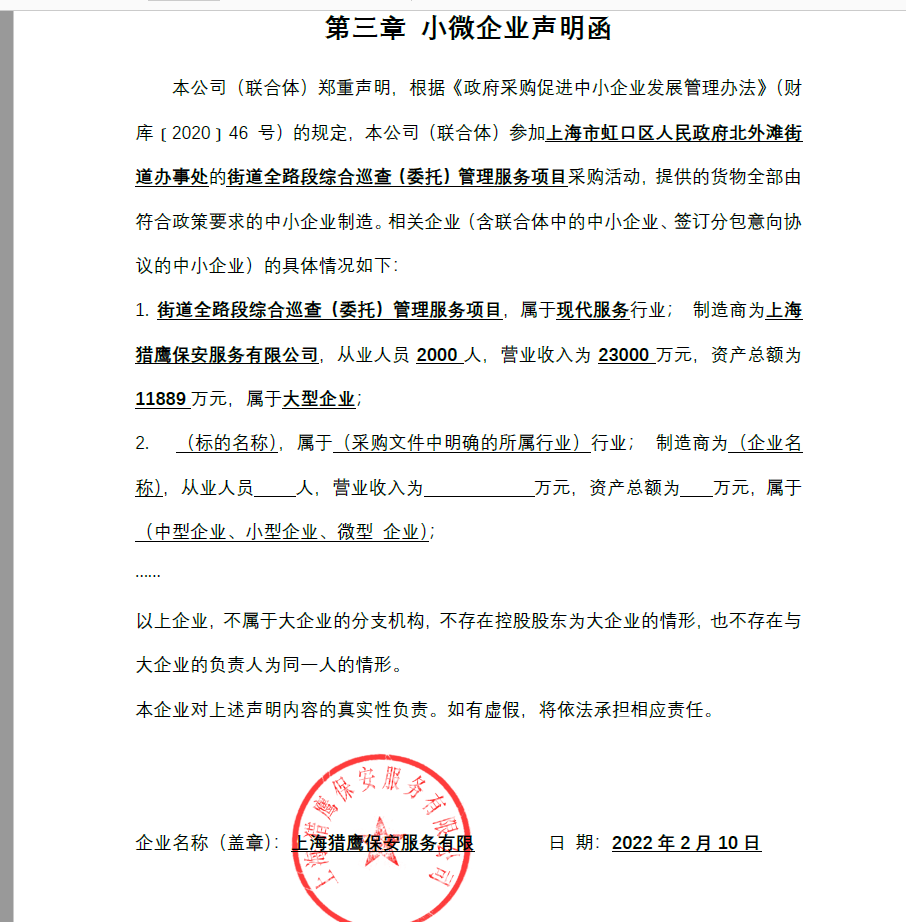 第三章 小微企业声明函
本公司（联合体）郑重声明，根据《政府采购促进中小企业发展管理办法》（财
库﹝2020﹞46 号）的规定，本公司（联合体）参加上海市虹口区人民政府北外滩街
道办事处的街道全路段综合巡查（委托）管理服务项目采购活动，提供的货物全部由
符合政策要求的中小企业制造。相关企业（含联合体中的中小企业、签订分包意向协
议的中小企业）的具体情况如下：
1. 街道全路段综合巡查（委托）管理服务项目，属于现代服务行业； 制造商为上海
猎鹰保安服务有限公司，从业人员 2000 人，营业收入为 23000 万元，资产总额为
11889 万元，属于大型企业；
2. （标的名称），属于（采购文件中明确的所属行业）行业； 制造商为（企业名
称），从业人员____人，营业收入为___________万元，资产总额为___万元，属于
（中型企业、小型企业、微型 企业）；
……
以上企业，不属于大企业的分支机构，不存在控股股东为大企业的情形，也不存在与
大企业的负责人为同一人的情形。
本企业对上述声明内容的真实性负责。如有虚假，将依法承担相应责任。
上海猎鹰保安服务有限公司
企业名称（盖章）：上海猎鹰保安服务有限 日 期：2022 年 2 月 10 日